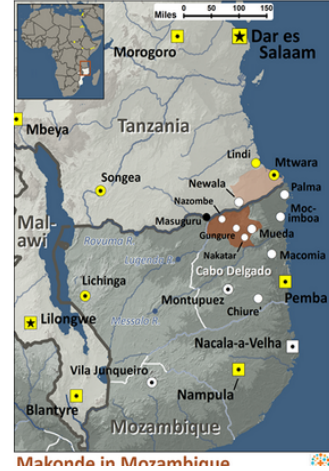 Miles 0 50 100 150
Morogoro
Dar es
Salaam
Mbeya
Tanzania
Lindi
Mtwara
Songea
Newala
Palma
Nazombe
Moc-
imboa
Masuguru
Mal-
awi
Rovuma R.
Gungure
Mueda
Nakatar
Macomia
Lugenda R.
Cabo Delgado
Lichinga
Montupuez
Pemba
Messalo R.
Chiure'
Lilongwe
Nacala-a-Velha
Vila Junqueiro
Blantyre
Nampula
Mozambique
Makonde in Mozambique